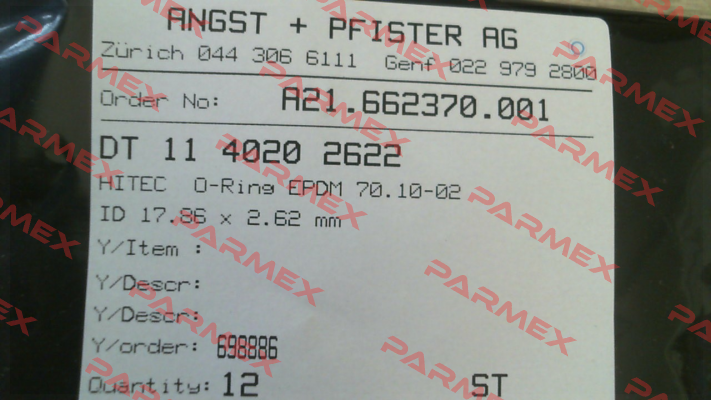 ANGST + PFISTER AG
Zürich 044 306 6111 Genf 022 979 2800
Order No: A21.662370.001
DT 11 4020 2622
HITEC O-Ring EPDM 70.10-02
ID 17.86 x 2.62 mm
Y/Item :
Y/Descr:
Y/Descr:
Y/order: 698886
Quantity: 12 ST
PARMEX